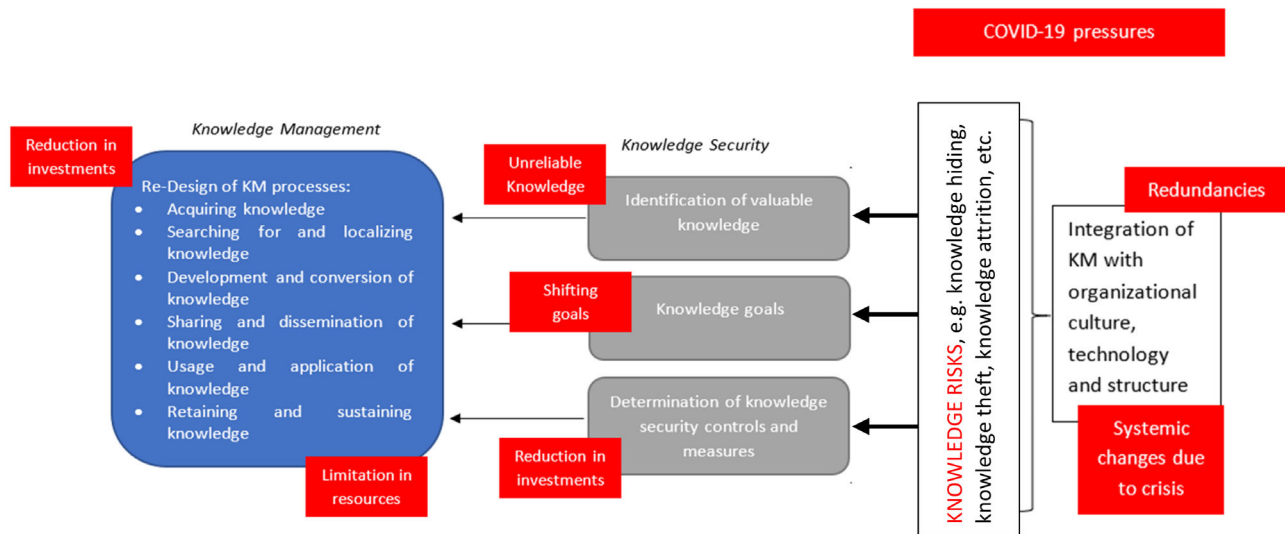 COVID-19 pressures
Knowledge Management
Reduction in
investments
Re-Design of KM processes:
• Acquiring knowledge
• Searching for and localizing
knowledge
• Development and conversion of
knowledge
• Sharing and dissemination of
knowledge
• Usage and application of
knowledge
• Retaining and sustaining
knowledge
Limitation in
resources
Knowledge Security
Unreliable
Knowledge
Identification of valuable
knowledge
Shifting
goals
Knowledge goals
Determination of knowledge
security controls and
measures
Reduction in
investments
KNOWLEDGE RISKS, e.g. knowledge hiding,
knowledge theft, knowledge attrition, etc.
Redundancies
Integration of
KM with
organizational
culture,
technology
and structure
Systemic
changes due
to crisis